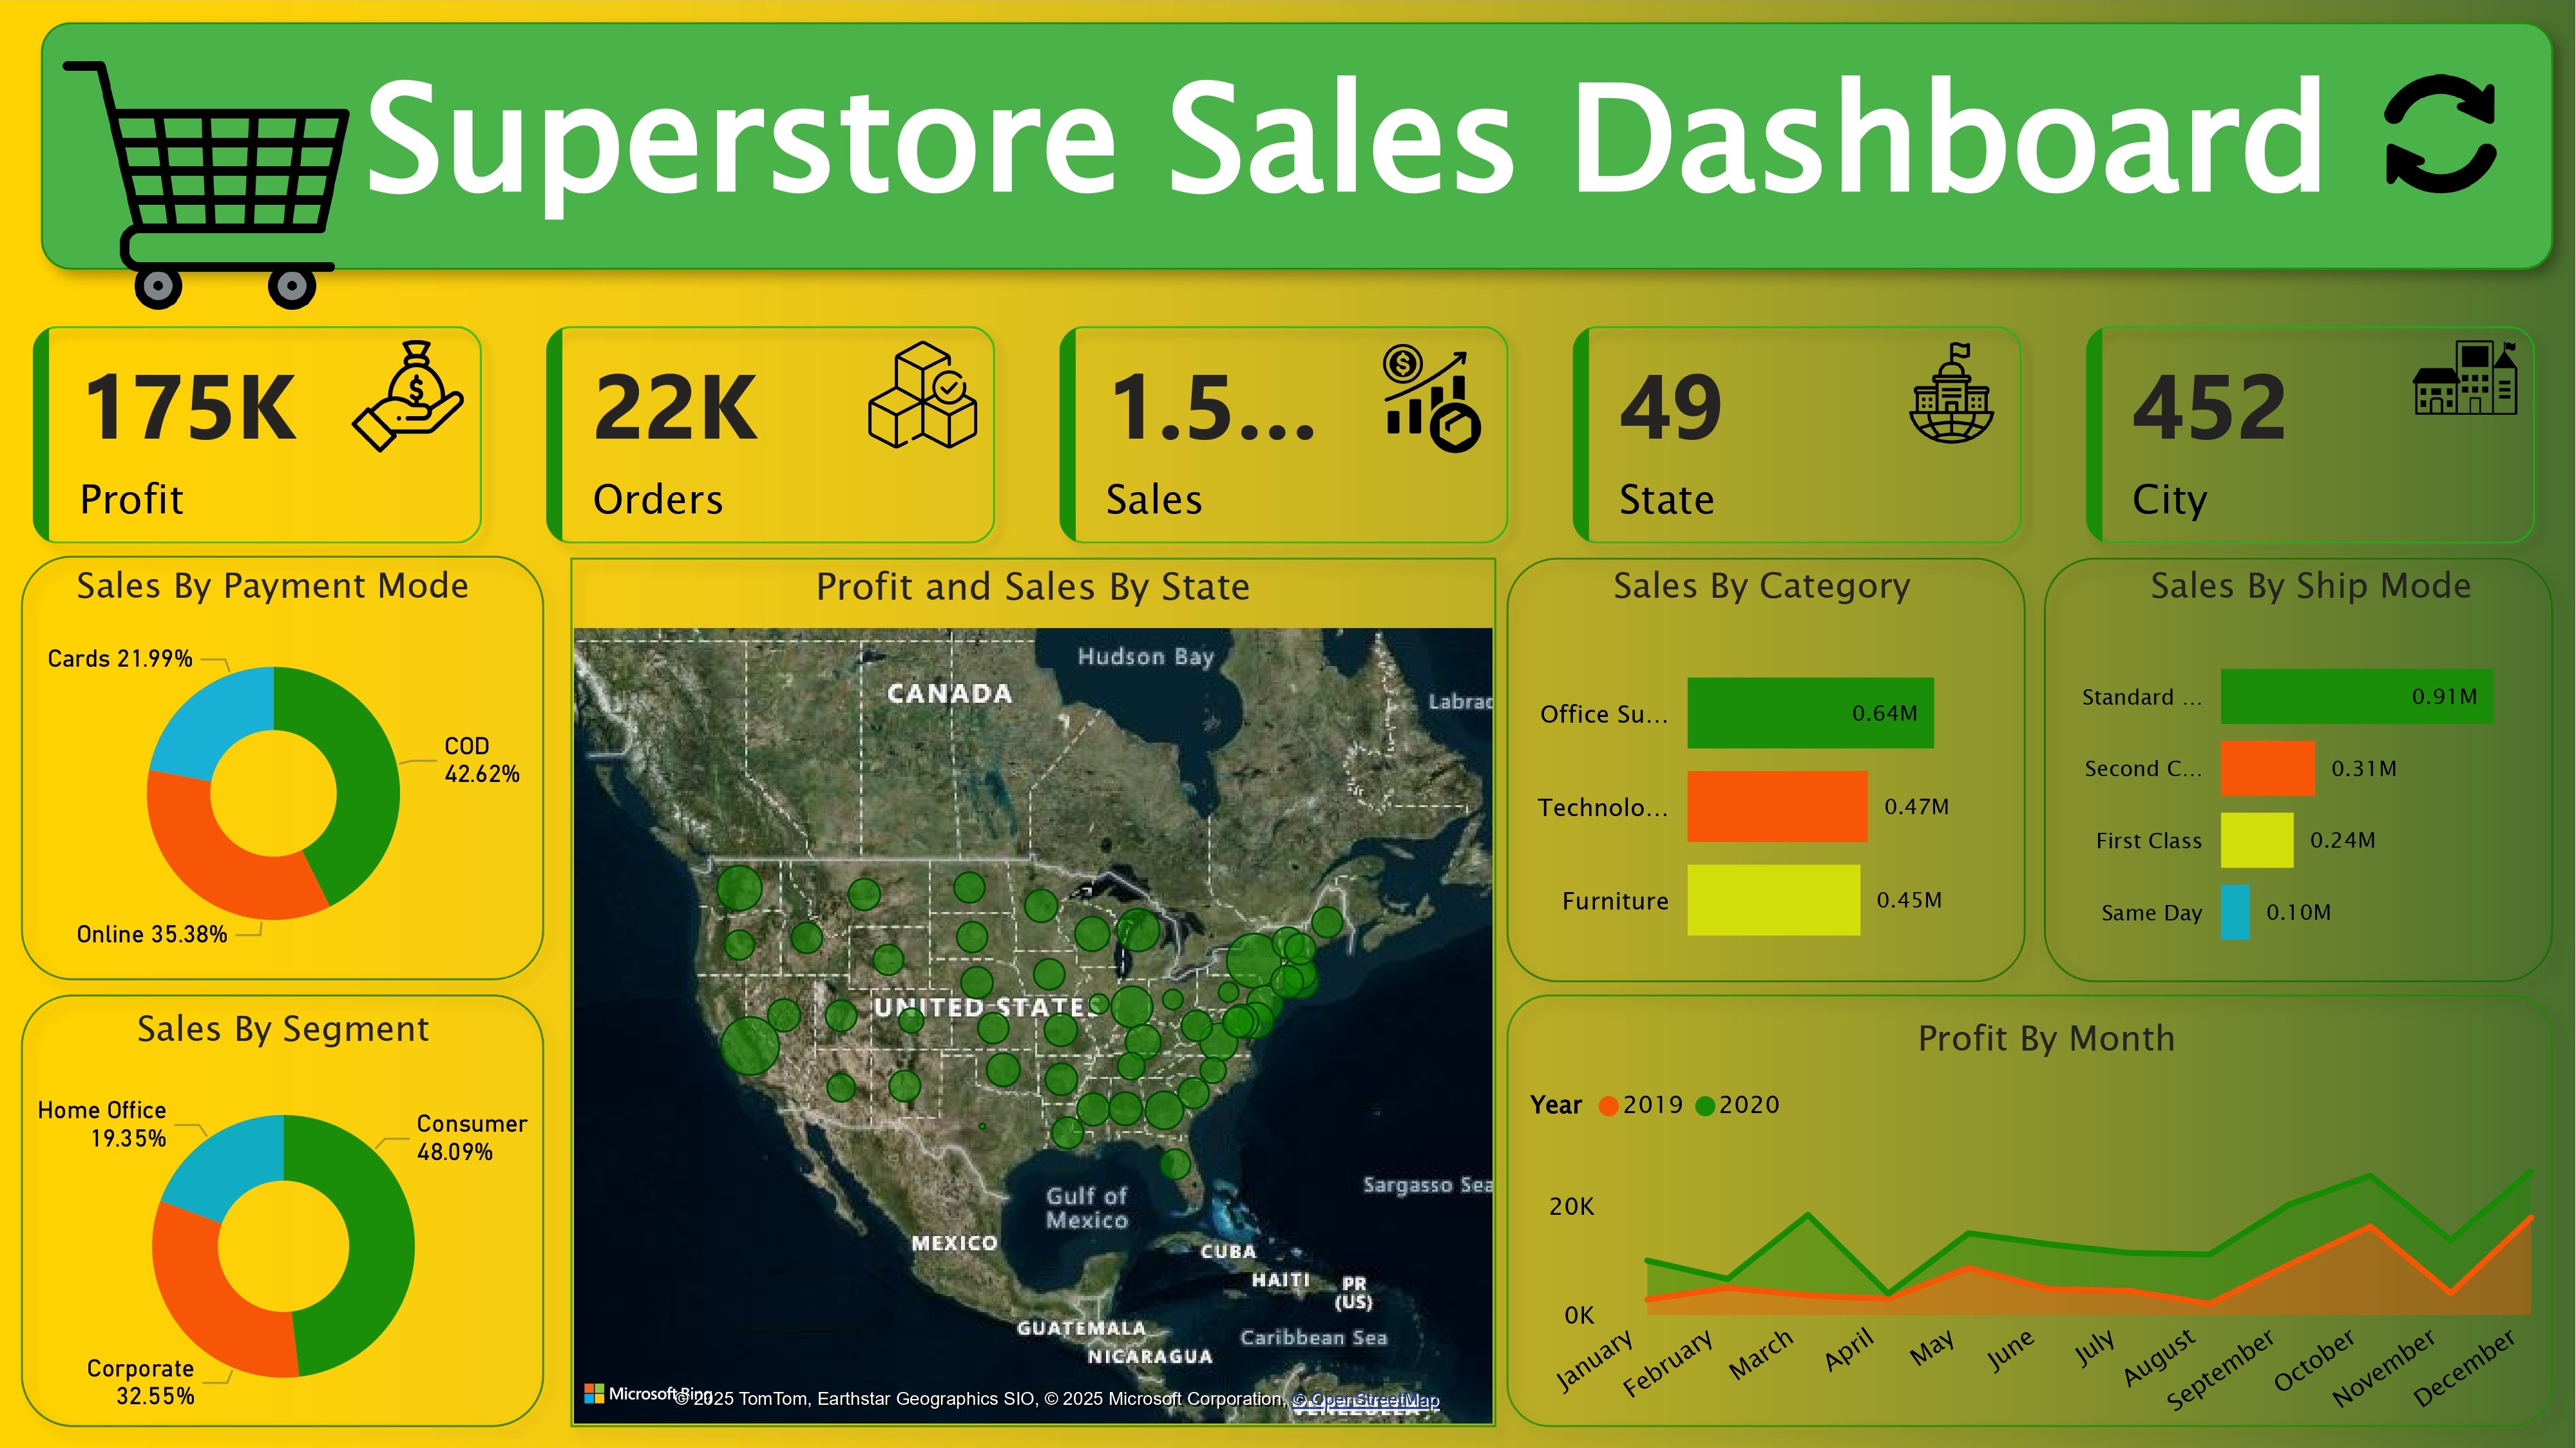 Superstore Sales Dashboard
175K
Profit
22K
Orders
1.5...
Sales
49
State
452
City
Sales By Payment Mode
Cards 21.99%
COD
42.62%
Online 35.38%
Sales By Segment
Home Office
19.35%
Consumer
48.09%
Corporate
32.55%
Profit and Sales By State
Hudson Bay
CANADA
Labrad
UNITED STATES
Sargasso Sea
Gulf of
Mexico
MEXICO
CUBA
HAITI
PR
(US)
GUATEMALA
Caribbean Sea
NICARAGUA
Microsoft Bing
© 2025 TomTom, Earthstar Geographics SIO, © 2025 Microsoft Corporation, © OpenStreetMap
VENEZUELA
Sales By Category
Office Su...
0.64M
Technolo...
0.47M
Furniture
0.45M
Sales By Ship Mode
Standard ...
0.91M
Second C...
0.31M
First Class
0.24M
Same Day
0.10M
Profit By Month
Year 2019 2020
20K
0K
January
February
March
April
May
June
July
August
September
October
November
December